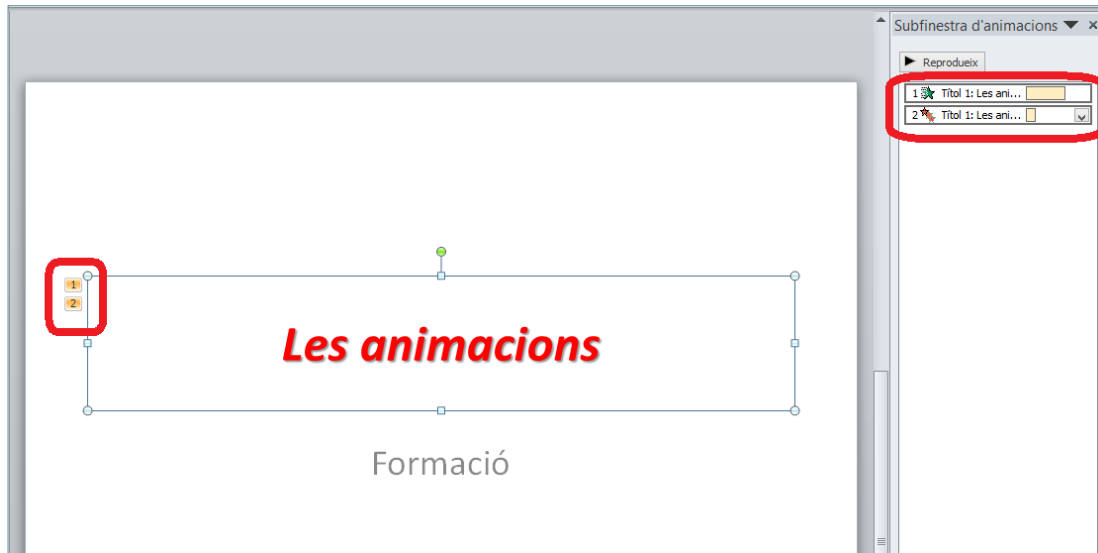 Subfinestra d'animacions
Reprodueix
1 Títol 1: Les ani...
2 Títol 1: Les ani...
1
2
Les animacions
Formació